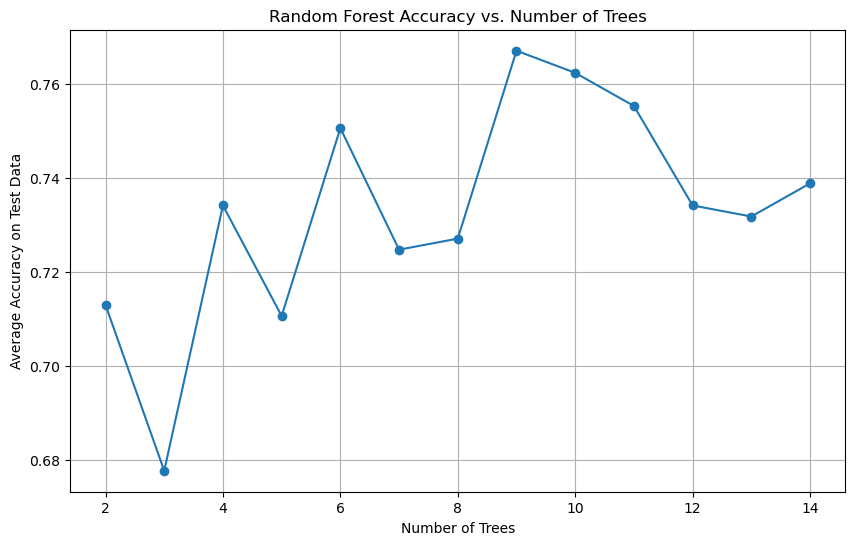 Random Forest Accuracy vs. Number of Trees
Average Accuracy on Test Data
0.76
0.74
0.72
0.70
0.68
2 4 6 8 10 12 14
Number of Trees